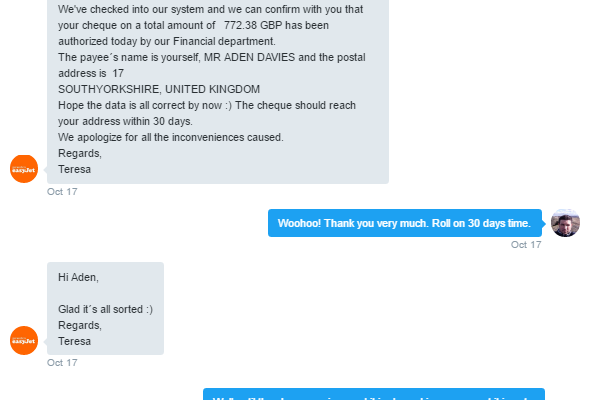 We've checked into our system and we can confirm with you that
your cheque on a total amount of 772.38 GBP has been
authorized today by our Financial department.
The payee´s name is yourself, MR ADEN DAVIES and the postal
address is 17
SOUTHYORKSHIRE, UNITED KINGDOM
Hope the data is all correct by now :) The cheque should reach
your address within 30 days.
We apologize for all the inconveniences caused.
Regards,
Teresa
easyJet
Oct 17
Woohoo! Thank you very much. Roll on 30 days time.
Oct 17
Hi Aden,
Glad it´s all sorted :)
Regards,
Teresa
easyJet
Oct 17